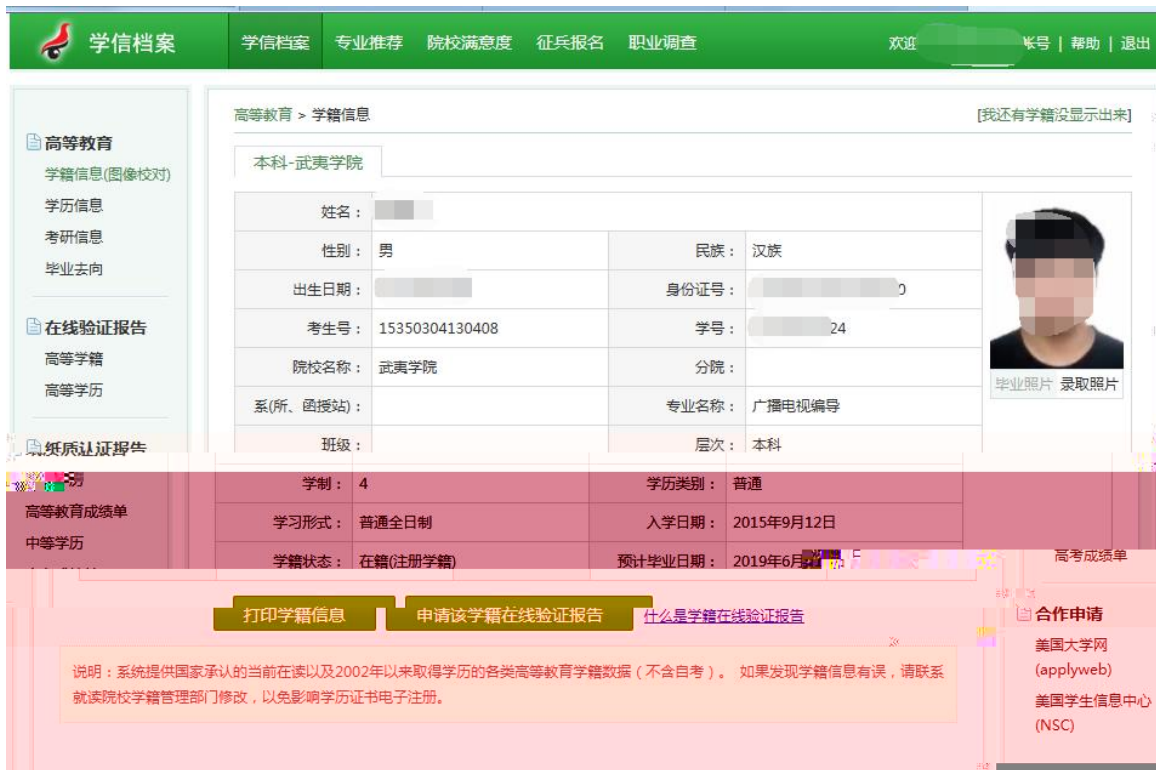 学信档案
学信档案 专业推荐 院校满意度 征兵报名 职业调查 欢迎 账号 | 帮助 | 退出
高等教育 > 学籍信息 [我还有学籍没显示出来]
高等教育
学籍信息(图像校对)
学历信息
考研信息
毕业去向
在线验证报告
高等学籍
高等学历
纸质认证报告
高等教育成绩单
中等学历
本科-武夷学院
姓名：
性别： 男 民族： 汉族
出生日期： 身份证号： 0
考生号： 15350304130408 学号： 24
院校名称： 武夷学院 分院：
系(所、函授站)： 专业名称： 广播电视编导
班级： 层次： 本科
学制： 4 学历类别： 普通
学习形式： 普通全日制 入学日期： 2015年9月12日
学籍状态： 在籍(注册学籍) 预计毕业日期： 2019年6月
毕业照片 录取照片
打印学籍信息 申请该学籍在线验证报告 什么是学籍在线验证报告
说明：系统提供国家承认的当前在读以及2002年以来取得学历的各类高等教育学籍数据（不含自考）。 如果发现学籍信息有误，请联系
就读院校学籍管理部门修改，以免影响学历证书电子注册。
高考成绩单
合作申请
美国大学网
(applyweb)
美国学生信息中心
(NSC)